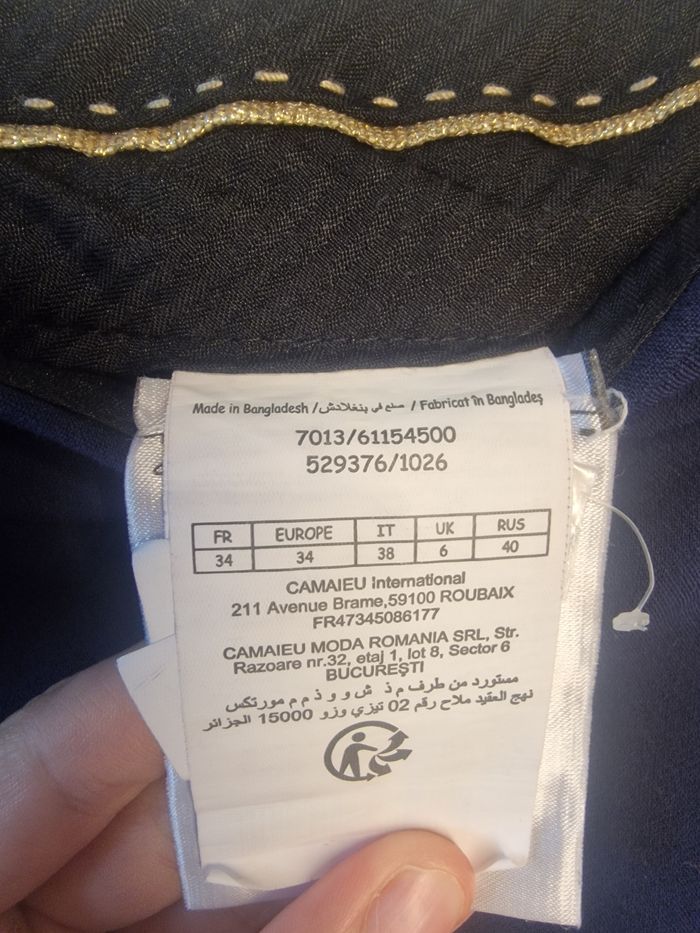 Made in Bangladesh / صنع في بنغلادش / Fabricat în Bangladeş
7013/61154500
529376/1026
FR EUROPE IT UK RUS
34 34 38 6 40
CAMAIEU International
211 Avenue Brame,59100 ROUBAIX
FR47345086177
CAMAIEU MODA ROMANIA SRL, Str.
Razoare nr.32, etaj 1, lot 8, Sector 6
BUCUREŞTI
مستورد من طرف م ذ ش و و ذ م م مورتكس
نهج العقيد ملاح رقم 02 تيزي وزو 15000 الجزائر